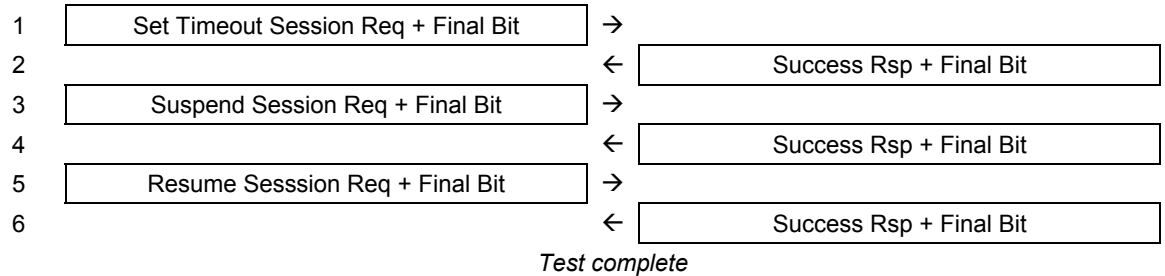 1 Set Timeout Session Req + Final Bit →
2 ← Success Rsp + Final Bit
3 Suspend Session Req + Final Bit →
4 ← Success Rsp + Final Bit
5 Resume Sesssion Req + Final Bit →
6 ← Success Rsp + Final Bit
Test complete